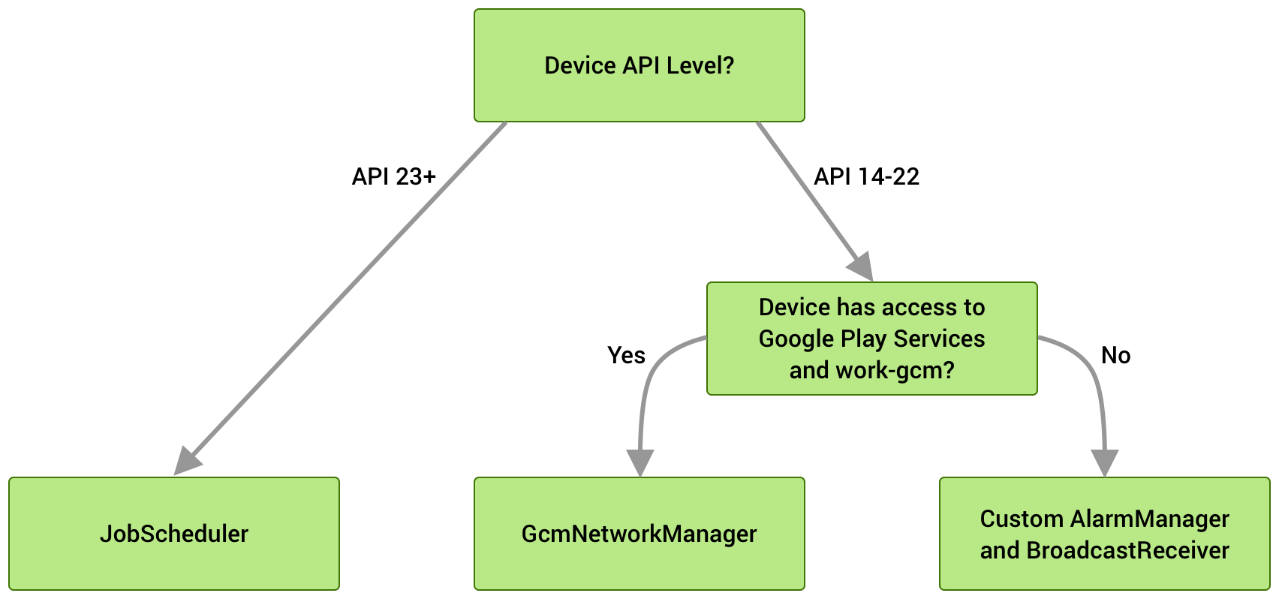 Device API Level?
API 23+
API 14-22
Device has access to
Google Play Services
and work-gcm?
Yes
No
JobScheduler
GcmNetworkManager
Custom AlarmManager
and BroadcastReceiver